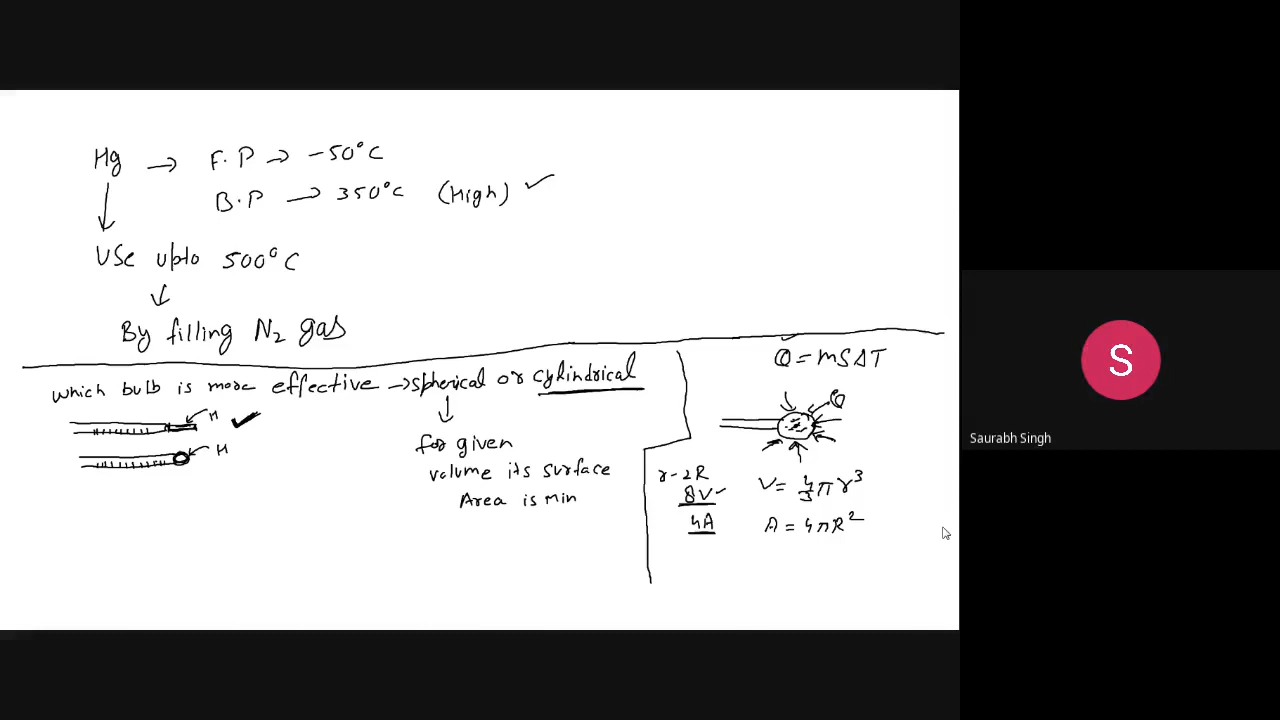 Hg → F.P → -50°C
B.P → 350°C (High) ✓
↓
Use upto 500°C
↓
By filling N₂ gas
which bulb is more effective → spherical or cylindrical
↓
for given
volume its surface
Area is min
H ✓
H
Q = mSΔT
Q
r-2R
8V ✓
4A
V = 4/3 πr³
A = 4πR²
S
Saurabh Singh